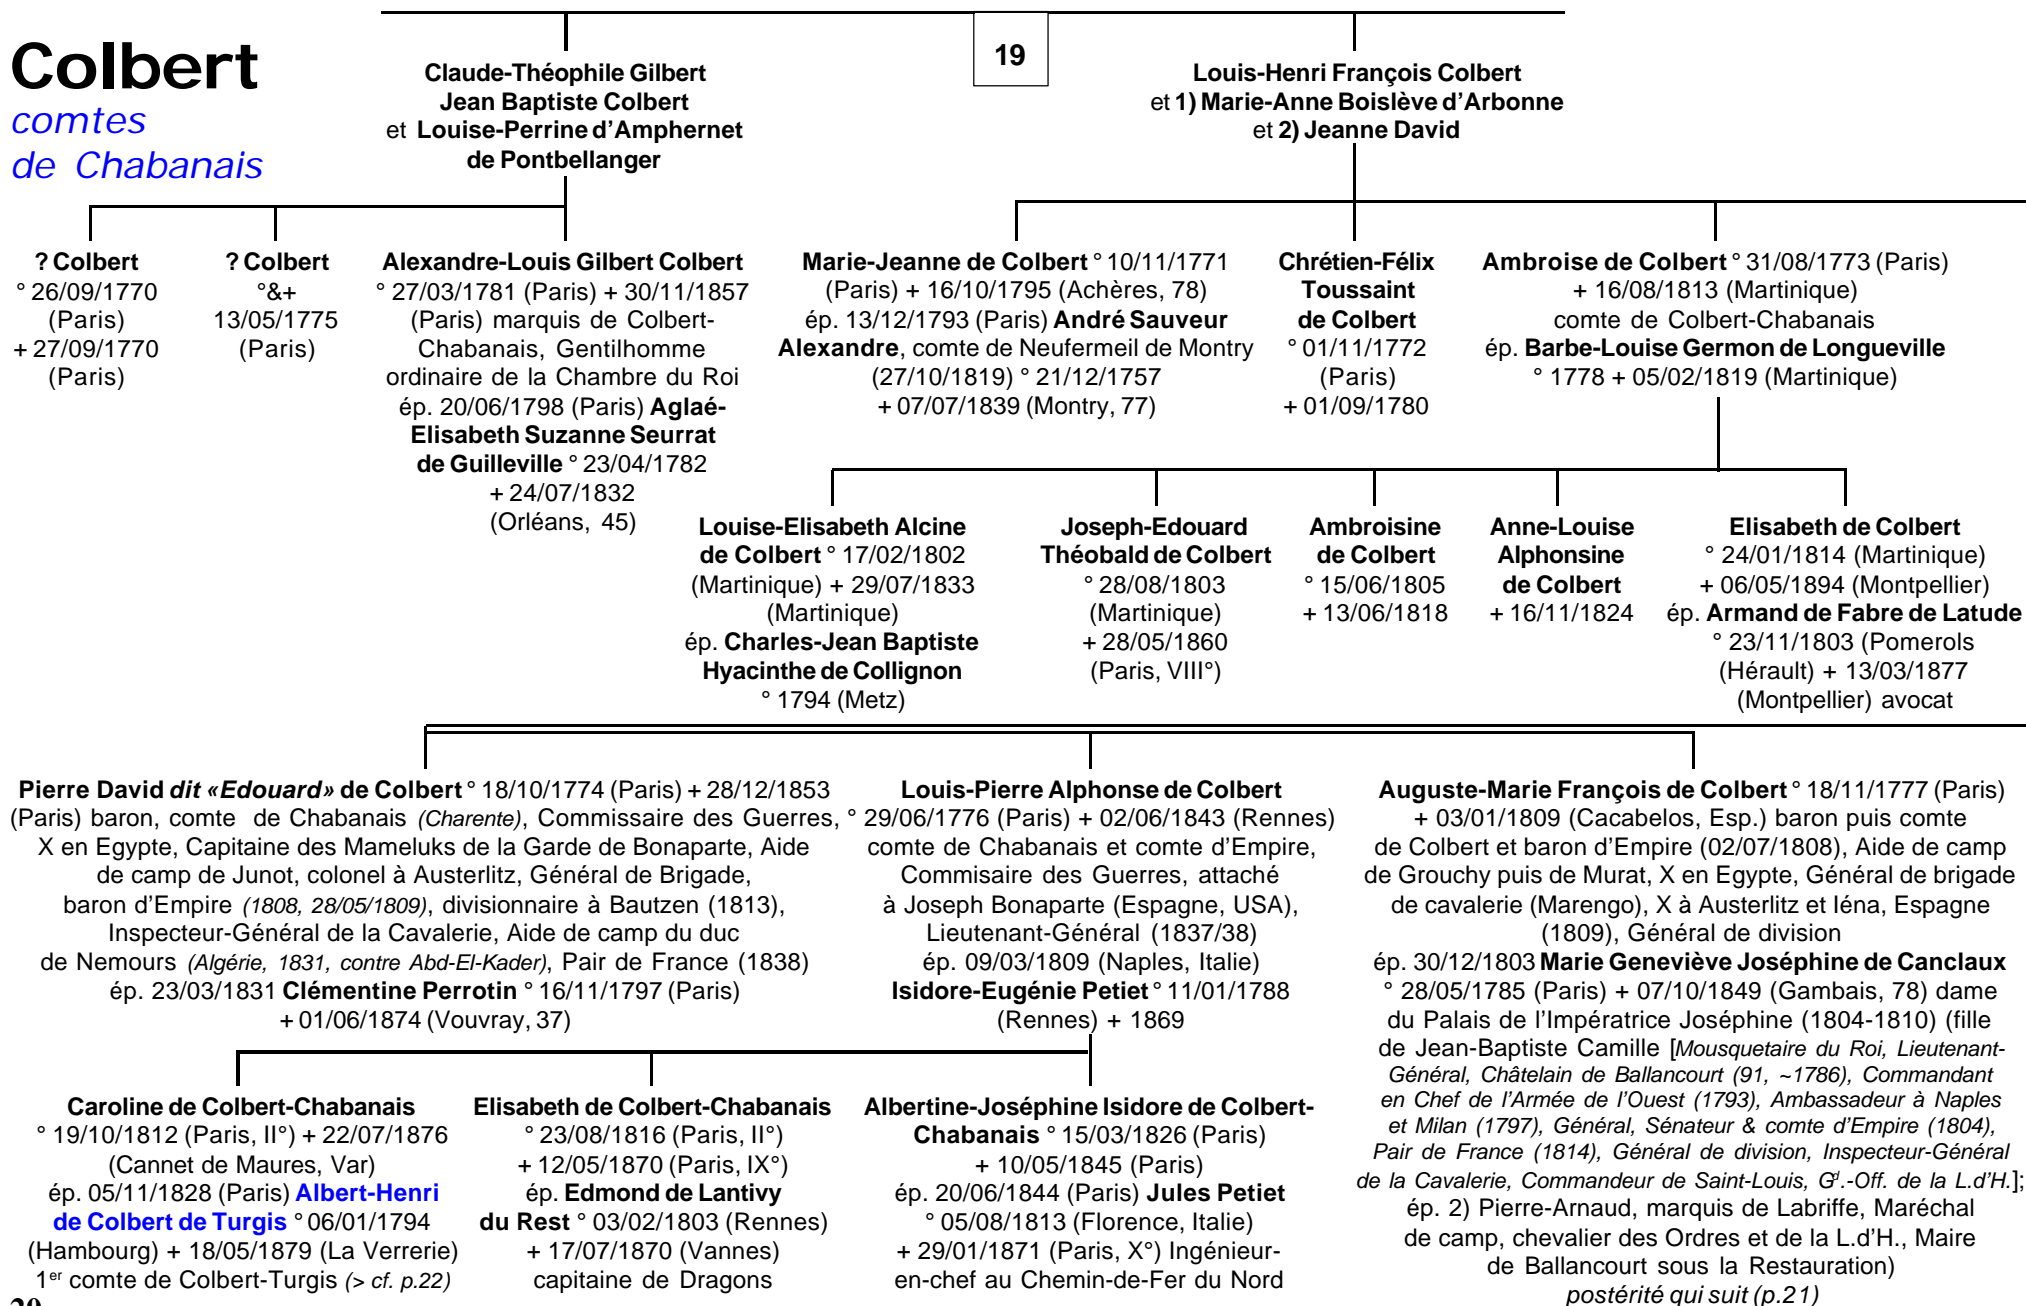 Colbert
comtes
de Chabanais
19
Claude-Théophile Gilbert
Jean Baptiste Colbert
et Louise-Perrine d’Amphernet
de Pontbellanger
Louis-Henri François Colbert
et 1) Marie-Anne Boislève d’Arbonne
et 2) Jeanne David
? Colbert
° 26/09/1770
(Paris)
+ 27/09/1770
(Paris)
? Colbert
°&+
13/05/1775
(Paris)
Alexandre-Louis Gilbert Colbert
° 27/03/1781 (Paris) + 30/11/1857
(Paris) marquis de Colbert-
Chabanais, Gentilhomme
ordinaire de la Chambre du Roi
ép. 20/06/1798 (Paris) Aglaé-
Elisabeth Suzanne Seurrat
de Guilleville ° 23/04/1782
+ 24/07/1832
(Orléans, 45)
Marie-Jeanne de Colbert ° 10/11/1771
(Paris) + 16/10/1795 (Achères, 78)
ép. 13/12/1793 (Paris) André Sauveur
Alexandre, comte de Neufermeil de Montry
(27/10/1819) ° 21/12/1757
+ 07/07/1839 (Montry, 77)
Chrétien-Félix
Toussaint
de Colbert
° 01/11/1772
(Paris)
+ 01/09/1780
Ambroise de Colbert ° 31/08/1773 (Paris)
+ 16/08/1813 (Martinique)
comte de Colbert-Chabanais
ép. Barbe-Louise Germon de Longueville
° 1778 + 05/02/1819 (Martinique)
Louise-Elisabeth Alcine
de Colbert ° 17/02/1802
(Martinique) + 29/07/1833
(Martinique)
ép. Charles-Jean Baptiste
Hyacinthe de Collignon
° 1794 (Metz)
Joseph-Edouard
Théobald de Colbert
° 28/08/1803
(Martinique)
+ 28/05/1860
(Paris, VIII°)
Ambroisine
de Colbert
° 15/06/1805
+ 13/06/1818
Anne-Louise
Alphonsine
de Colbert
+ 16/11/1824
Elisabeth de Colbert
° 24/01/1814 (Martinique)
+ 06/05/1894 (Montpellier)
ép. Armand de Fabre de Latude
° 23/11/1803 (Pomerols
(Hérault) + 13/03/1877
(Montpellier) avocat
Pierre David dit «Edouard» de Colbert ° 18/10/1774 (Paris) + 28/12/1853
(Paris) baron, comte de Chabanais (Charente), Commissaire des Guerres,
X en Egypte, Capitaine des Mameluks de la Garde de Bonaparte, Aide
de camp de Junot, colonel à Austerlitz, Général de Brigade,
baron d’Empire (1808, 28/05/1809), divisionnaire à Bautzen (1813),
Inspecteur-Général de la Cavalerie, Aide de camp du duc
de Nemours (Algérie, 1831, contre Abd-El-Kader), Pair de France (1838)
ép. 23/03/1831 Clémentine Perrotin ° 16/11/1797 (Paris)
+ 01/06/1874 (Vouvray, 37)
Louis-Pierre Alphonse de Colbert
° 29/06/1776 (Paris) + 02/06/1843 (Rennes)
comte de Chabanais et comte d’Empire,
Commisaire des Guerres, attaché
à Joseph Bonaparte (Espagne, USA),
Lieutenant-Général (1837/38)
ép. 09/03/1809 (Naples, Italie)
Isidore-Eugénie Petiet ° 11/01/1788
(Rennes) + 1869
Auguste-Marie François de Colbert ° 18/11/1777 (Paris)
+ 03/01/1809 (Cacabelos, Esp.) baron puis comte
de Colbert et baron d’Empire (02/07/1808), Aide de camp
de Grouchy puis de Murat, X en Egypte, Général de brigade
de cavalerie (Marengo), X à Austerlitz et Iéna, Espagne
(1809), Général de division
ép. 30/12/1803 Marie Geneviève Joséphine de Canclaux
° 28/05/1785 (Paris) + 07/10/1849 (Gambais, 78) dame
du Palais de l’Impératrice Joséphine (1804-1810) (fille
de Jean-Baptiste Camille [Mousquetaire du Roi, Lieutenant-
Général, Châtelain de Ballancourt (91, ~1786), Commandant
en Chef de l’Armée de l’Ouest (1793), Ambassadeur à Naples
et Milan (1797), Général, Sénateur & comte d’Empire (1804),
Pair de France (1814), Général de division, Inspecteur-Général
de la Cavalerie, Commandeur de Saint-Louis, Gd.-Off. de la L.d’H.];
ép. 2) Pierre-Arnaud, marquis de Labriffe, Maréchal
de camp, chevalier des Ordres et de la L.d’H., Maire
de Ballancourt sous la Restauration)
postérité qui suit (p.21)
Caroline de Colbert-Chabanais
° 19/10/1812 (Paris, II°) + 22/07/1876
(Cannet de Maures, Var)
ép. 05/11/1828 (Paris) Albert-Henri
de Colbert de Turgis ° 06/01/1794
(Hambourg) + 18/05/1879 (La Verrerie)
1er comte de Colbert-Turgis (> cf. p.22)
Elisabeth de Colbert-Chabanais
° 23/08/1816 (Paris, II°)
+ 12/05/1870 (Paris, IX°)
ép. Edmond de Lantivy
du Rest ° 03/02/1803 (Rennes)
+ 17/07/1870 (Vannes)
capitaine de Dragons
Albertine-Joséphine Isidore de Colbert-
Chabanais ° 15/03/1826 (Paris)
+ 10/05/1845 (Paris)
ép. 20/06/1844 (Paris) Jules Petiet
° 05/08/1813 (Florence, Italie)
+ 29/01/1871 (Paris, X°) Ingénieur-
en-chef au Chemin-de-Fer du Nord
20